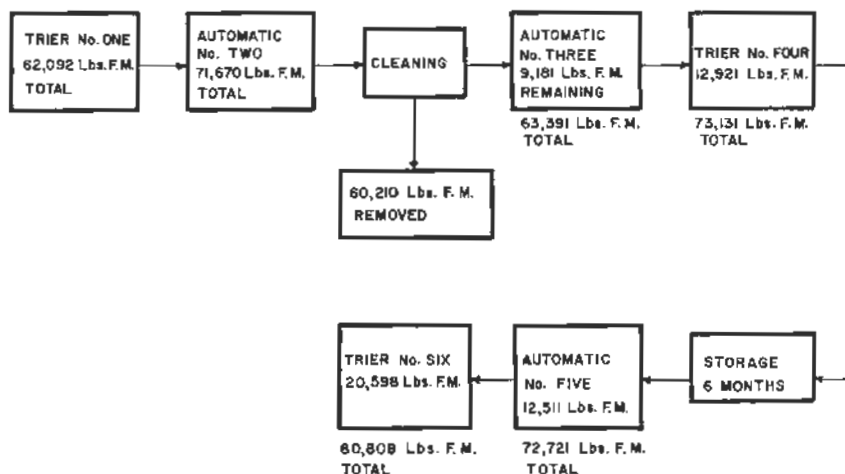 TRIER No. ONE
62,092 Lbs. F.M.
TOTAL
AUTOMATIC
No. TWO
71,670 Lbs. F.M.
TOTAL
CLEANING
AUTOMATIC
No. THREE
9,181 Lbs. F.M.
REMAINING
63,391 Lbs. F.M.
TOTAL
TRIER No. FOUR
12,921 Lbs. F.M.
73,131 Lbs. F.M.
TOTAL
60,210 Lbs. F. M.
REMOVED
TRIER No. SIX
20,598 Lbs. F.M.
80,808 Lbs. F. M.
TOTAL
AUTOMATIC
No. FIVE
12,511 Lbs. F.M.
72,721 Lbs. F. M.
TOTAL
STORAGE
6 MONTHS